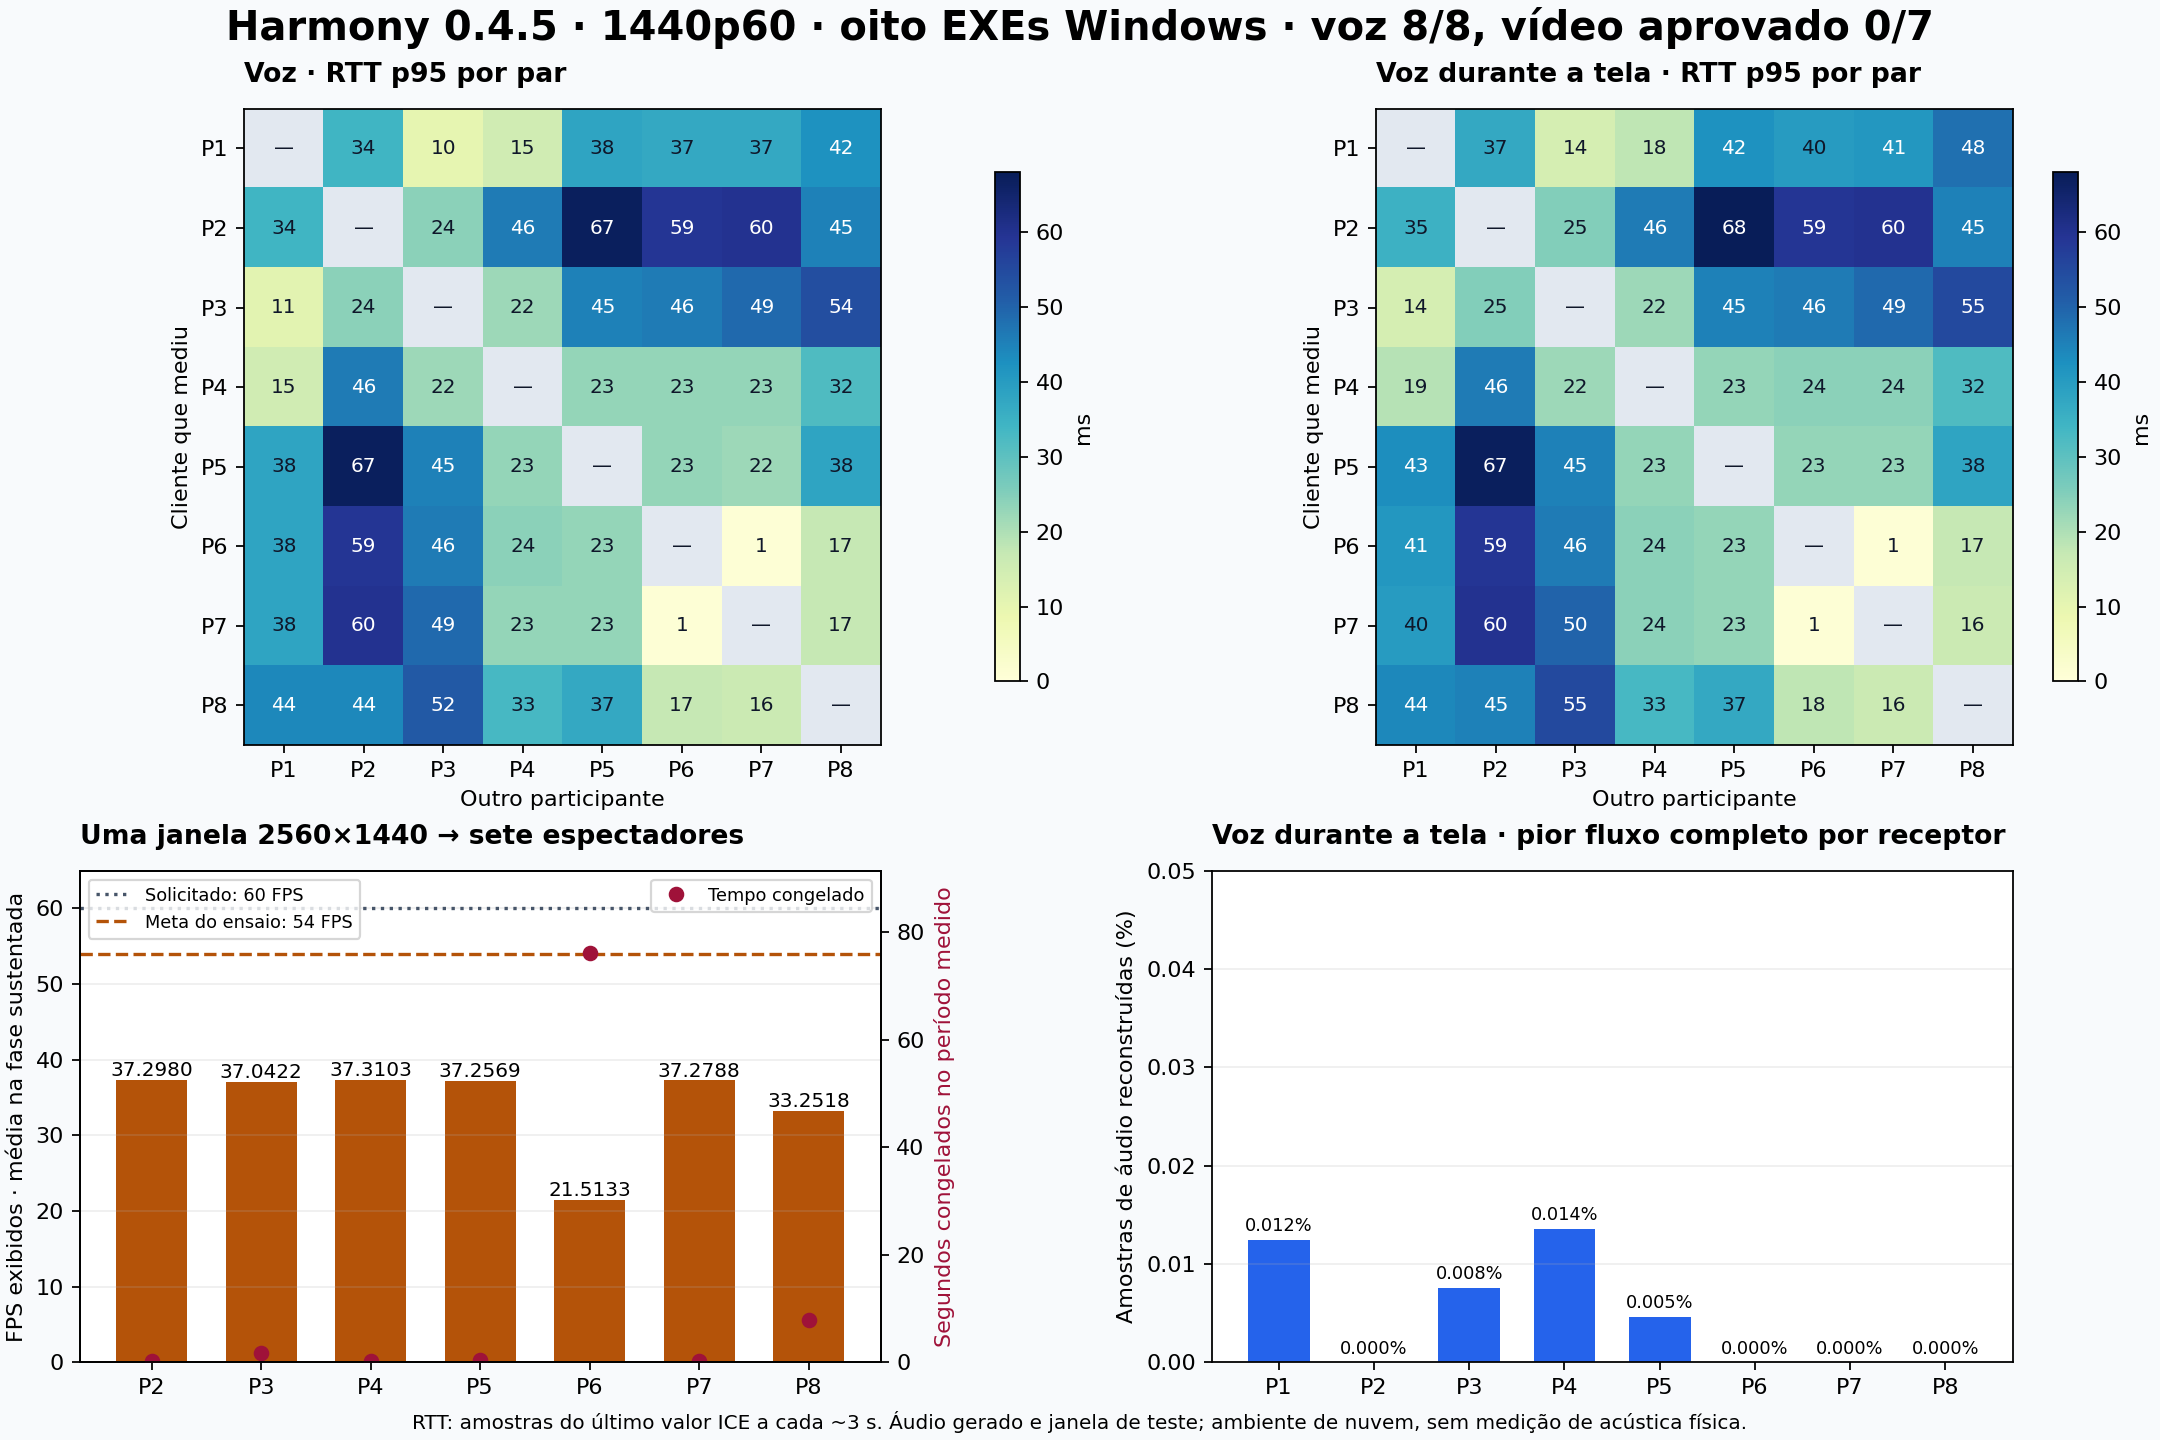 Harmony 0.4.5 · 1440p60 · oito EXEs Windows · voz 8/8, vídeo aprovado 0/7
Voz · RTT p95 por par
Cliente que mediu
P1 — 34 10 15 38 37 37 42
P2 34 — 24 46 67 59 60 45
P3 11 24 — 22 45 46 49 54
P4 15 46 22 — 23 23 23 32
P5 38 67 45 23 — 23 22 38
P6 38 59 46 24 23 — 1 17
P7 38 60 49 23 23 1 — 17
P8 44 44 52 33 37 17 16 —
P1 P2 P3 P4 P5 P6 P7 P8
Outro participante
60
50
40
30
20
10
0
ms
Voz durante a tela · RTT p95 por par
Cliente que mediu
P1 — 37 14 18 42 40 41 48
P2 35 — 25 46 68 59 60 45
P3 14 25 — 22 45 46 49 55
P4 19 46 22 — 23 24 24 32
P5 43 67 45 23 — 23 23 38
P6 41 59 46 24 23 — 1 17
P7 40 60 50 24 23 1 — 16
P8 44 45 55 33 37 18 16 —
P1 P2 P3 P4 P5 P6 P7 P8
Outro participante
60
50
40
30
20
10
0
ms
Uma janela 2560×1440 → sete espectadores
FPS exibidos · média na fase sustentada
60
50
40
30
20
10
0
Solicitado: 60 FPS
Meta do ensaio: 54 FPS
Tempo congelado
37.2980 37.0422 37.3103 37.2569 21.5133 37.2788 33.2518
P2 P3 P4 P5 P6 P7 P8
80
60
40
20
0
Segundos congelados no período medido
Voz durante a tela · pior fluxo completo por receptor
Amostras de áudio reconstruídas (%)
0.05
0.04
0.03
0.02
0.01
0.00
0.012% 0.000% 0.008% 0.014% 0.005% 0.000% 0.000% 0.000%
P1 P2 P3 P4 P5 P6 P7 P8
RTT: amostras do último valor ICE a cada ~3 s. Áudio gerado e janela de teste; ambiente de nuvem, sem medição de acústica física.